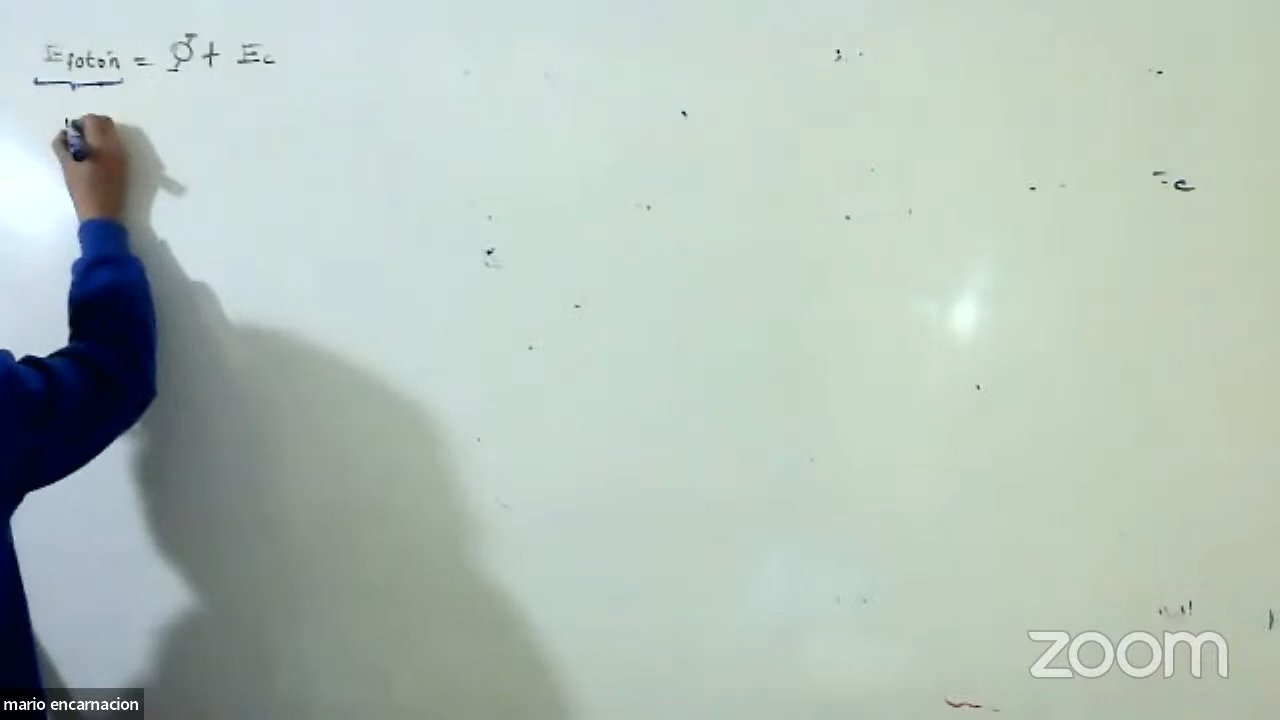 E fotón = Ø + Ec
c
zoom
mario encarnacion